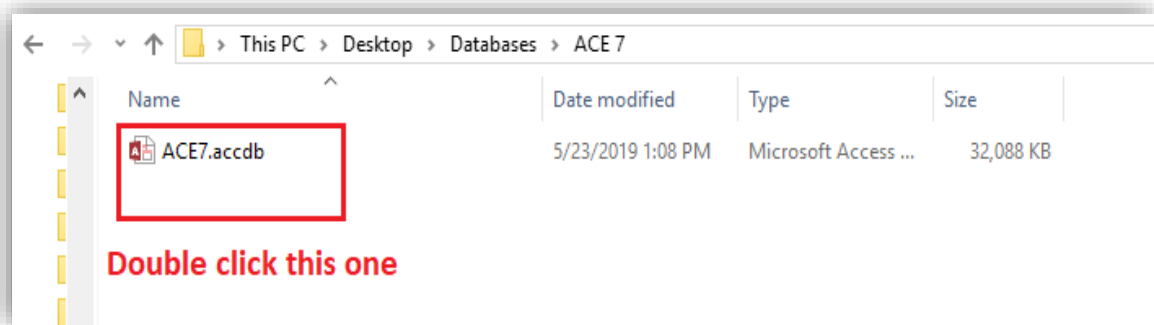 This PC > Desktop > Databases > ACE 7
Name Date modified Type Size
ACE7.accdb 5/23/2019 1:08 PM Microsoft Access ... 32,088 KB
Double click this one